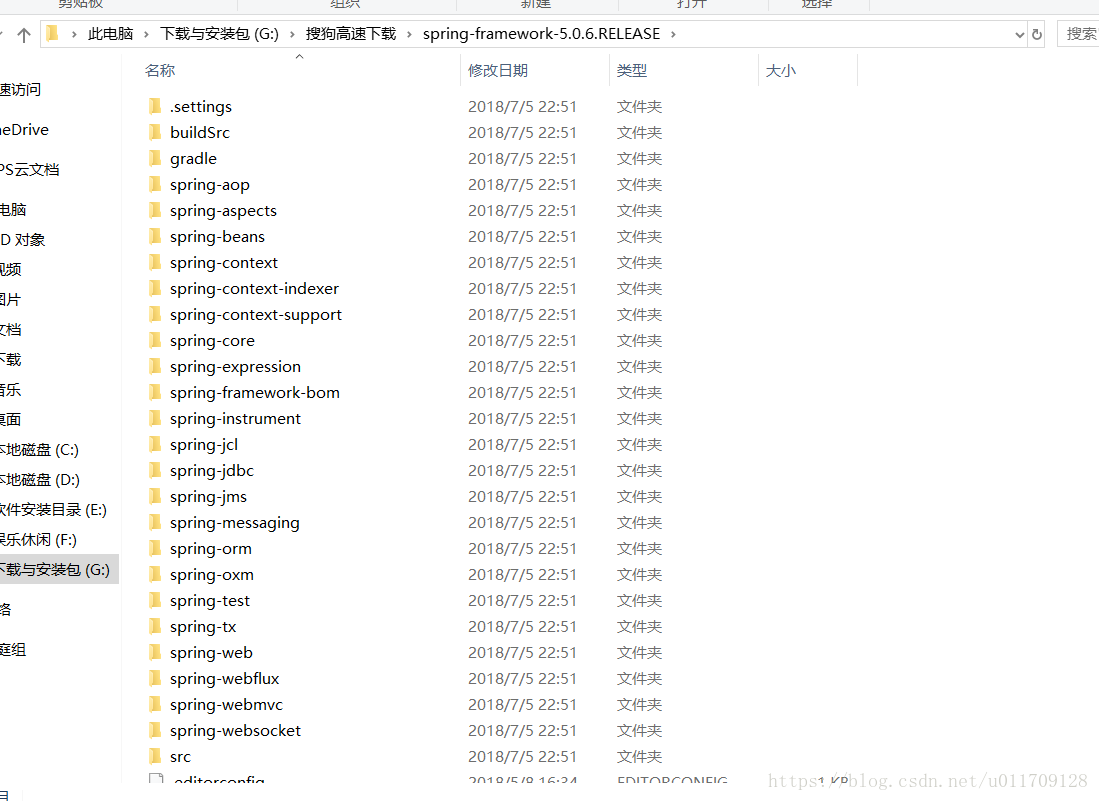 剪贴板 组织 新建 打开 选择
此电脑 › 下载与安装包 (G:) › 搜狗高速下载 › spring-framework-5.0.6.RELEASE › 搜索
名称 修改日期 类型 大小
速访问
eDrive
PS云文档
电脑
D 对象
视频
图片
文档
下载
音乐
桌面
本地磁盘 (C:)
本地磁盘 (D:)
软件安装目录 (E:)
娱乐休闲 (F:)
下载与安装包 (G:)
络
庭组
.settings 2018/7/5 22:51 文件夹
buildSrc 2018/7/5 22:51 文件夹
gradle 2018/7/5 22:51 文件夹
spring-aop 2018/7/5 22:51 文件夹
spring-aspects 2018/7/5 22:51 文件夹
spring-beans 2018/7/5 22:51 文件夹
spring-context 2018/7/5 22:51 文件夹
spring-context-indexer 2018/7/5 22:51 文件夹
spring-context-support 2018/7/5 22:51 文件夹
spring-core 2018/7/5 22:51 文件夹
spring-expression 2018/7/5 22:51 文件夹
spring-framework-bom 2018/7/5 22:51 文件夹
spring-instrument 2018/7/5 22:51 文件夹
spring-jcl 2018/7/5 22:51 文件夹
spring-jdbc 2018/7/5 22:51 文件夹
spring-jms 2018/7/5 22:51 文件夹
spring-messaging 2018/7/5 22:51 文件夹
spring-orm 2018/7/5 22:51 文件夹
spring-oxm 2018/7/5 22:51 文件夹
spring-test 2018/7/5 22:51 文件夹
spring-tx 2018/7/5 22:51 文件夹
spring-web 2018/7/5 22:51 文件夹
spring-webflux 2018/7/5 22:51 文件夹
spring-webmvc 2018/7/5 22:51 文件夹
spring-websocket 2018/7/5 22:51 文件夹
src 2018/7/5 22:51 文件夹
.editorconfig 2018/5/8 16:34 EDITORCONFIG 1 KB
https://blog.csdn.net/u011709128